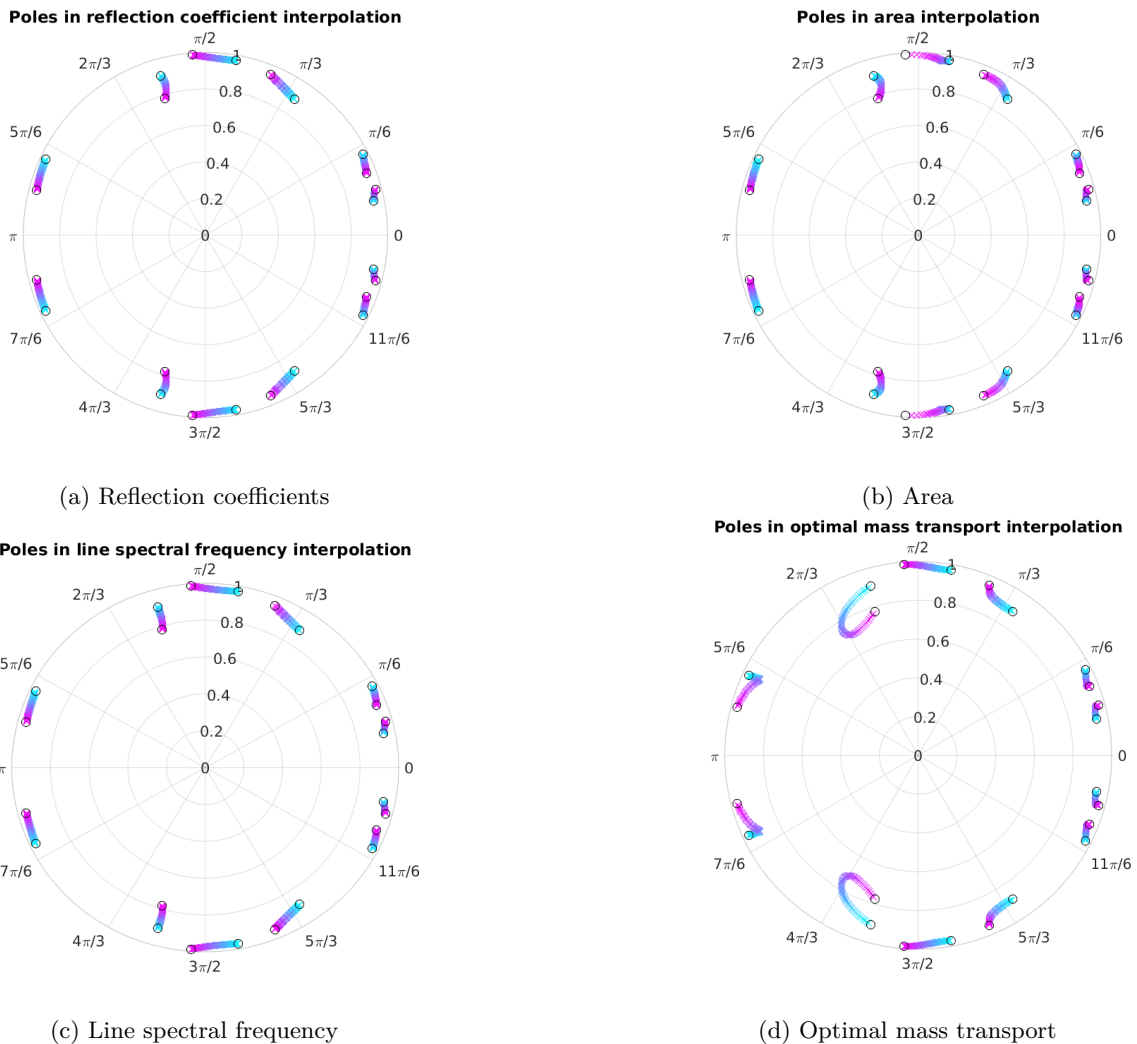 Poles in reflection coefficient interpolation
π/2
2π/3
1
π/3
5π/6
0.8
π/6
0.6
0.4
0.2
π
0
0
7π/6
11π/6
4π/3
5π/3
3π/2
(a) Reflection coefficients
Poles in area interpolation
π/2
2π/3
1
π/3
5π/6
0.8
π/6
0.6
0.4
0.2
π
0
0
7π/6
11π/6
4π/3
5π/3
3π/2
(b) Area
Poles in line spectral frequency interpolation
π/2
2π/3
1
π/3
5π/6
0.8
π/6
0.6
0.4
0.2
π
0
0
7π/6
11π/6
4π/3
5π/3
3π/2
(c) Line spectral frequency
Poles in optimal mass transport interpolation
π/2
2π/3
1
π/3
5π/6
0.8
π/6
0.6
0.4
0.2
π
0
0
7π/6
11π/6
4π/3
5π/3
3π/2
(d) Optimal mass transport